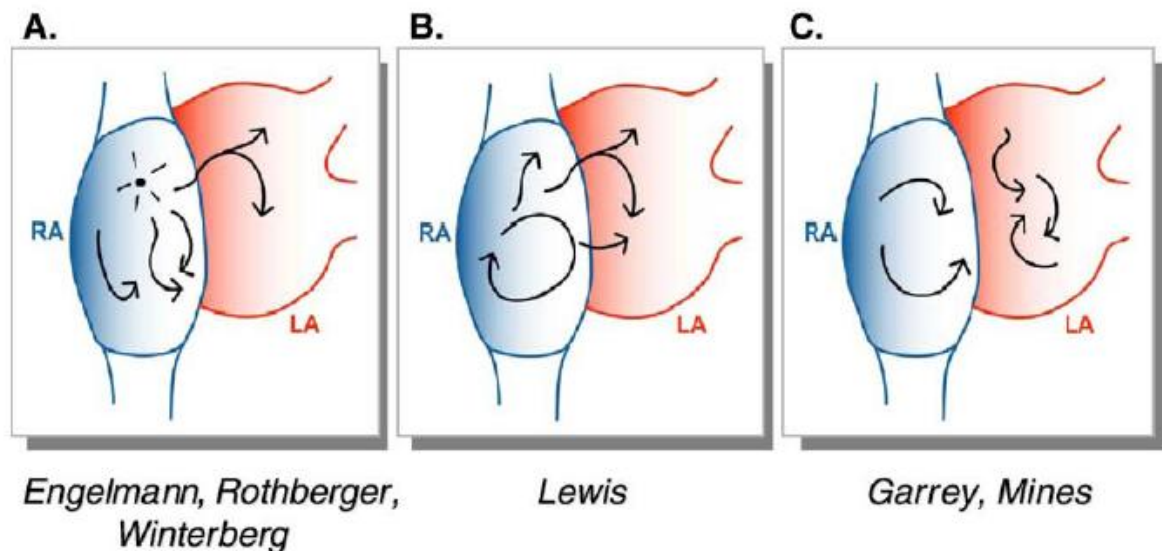 A.
B.
C.
RA
LA
RA
LA
RA
LA
Engelmann, Rothberger,
Winterberg
Lewis
Garrey, Mines